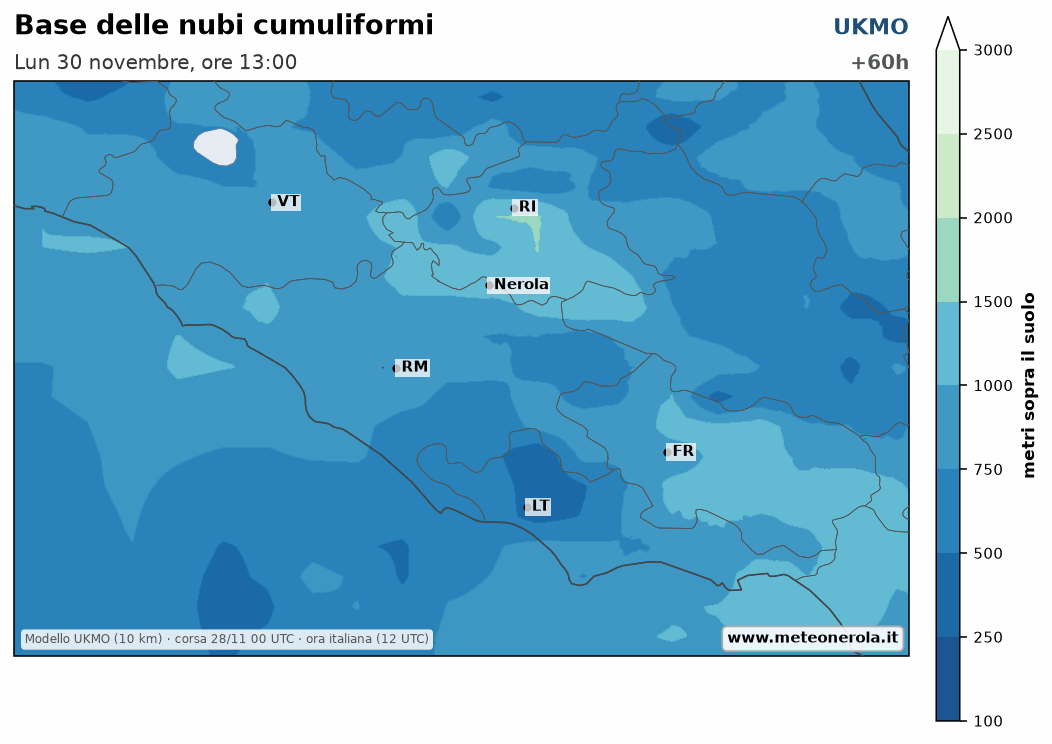 Base delle nubi cumuliformi
UKMO
Lun 30 novembre, ore 13:00
+60h
VT
RI
Nerola
RM
FR
LT
3000
2500
2000
1500
1000
750
500
250
100
metri sopra il suolo
Modello UKMO (10 km) · corsa 28/11 00 UTC · ora italiana (12 UTC)
www.meteonerola.it